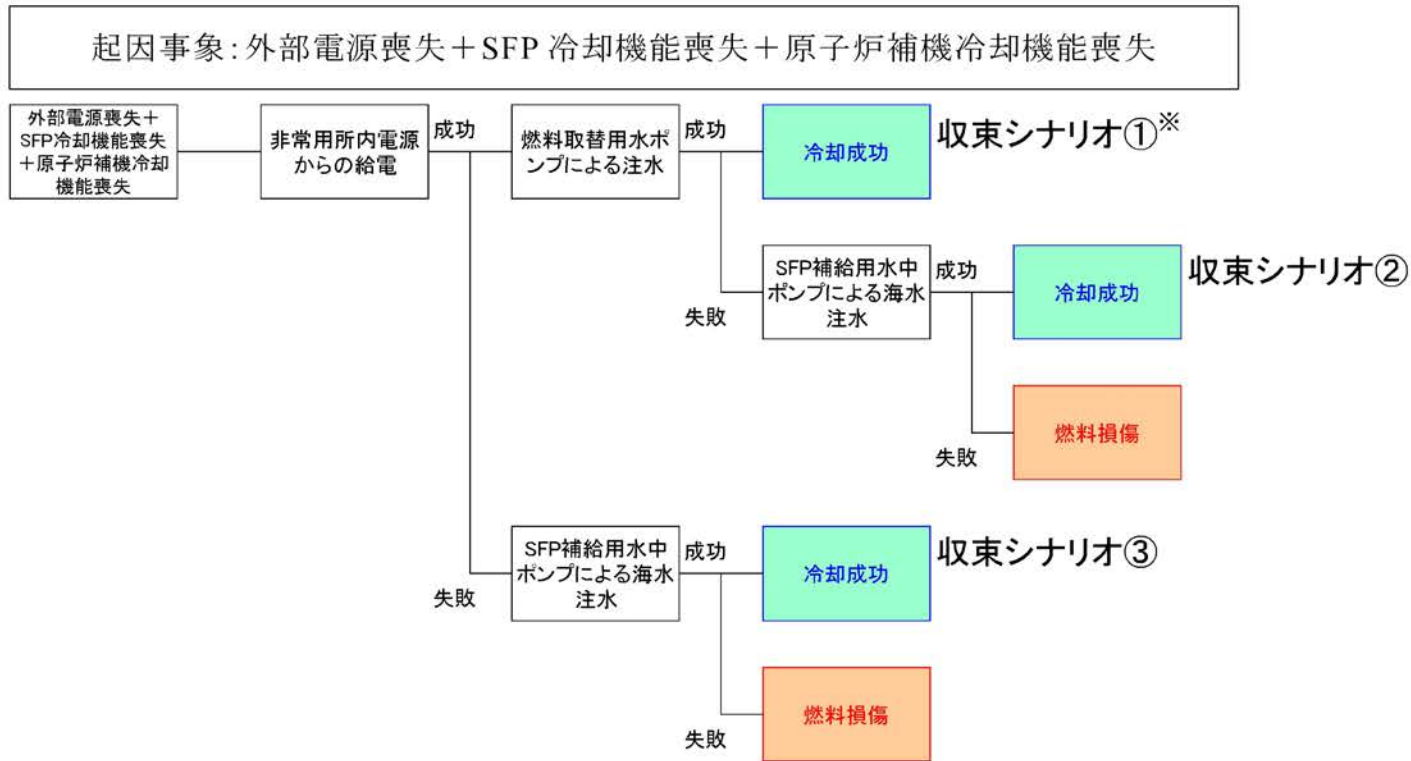 起因事象:外部電源喪失+SFP 冷却機能喪失+原子炉補機冷却機能喪失
外部電源喪失+
SFP冷却機能喪失
+原子炉補機冷却
機能喪失
非常用所内電源
からの給電
成功
燃料取替用水ポ
ンプによる注水
成功
冷却成功
収束シナリオ①※
失敗
SFP補給用水中
ポンプによる海水
注水
成功
冷却成功
収束シナリオ②
失敗
燃料損傷
失敗
SFP補給用水中
ポンプによる海水
注水
成功
冷却成功
収束シナリオ③
失敗
燃料損傷